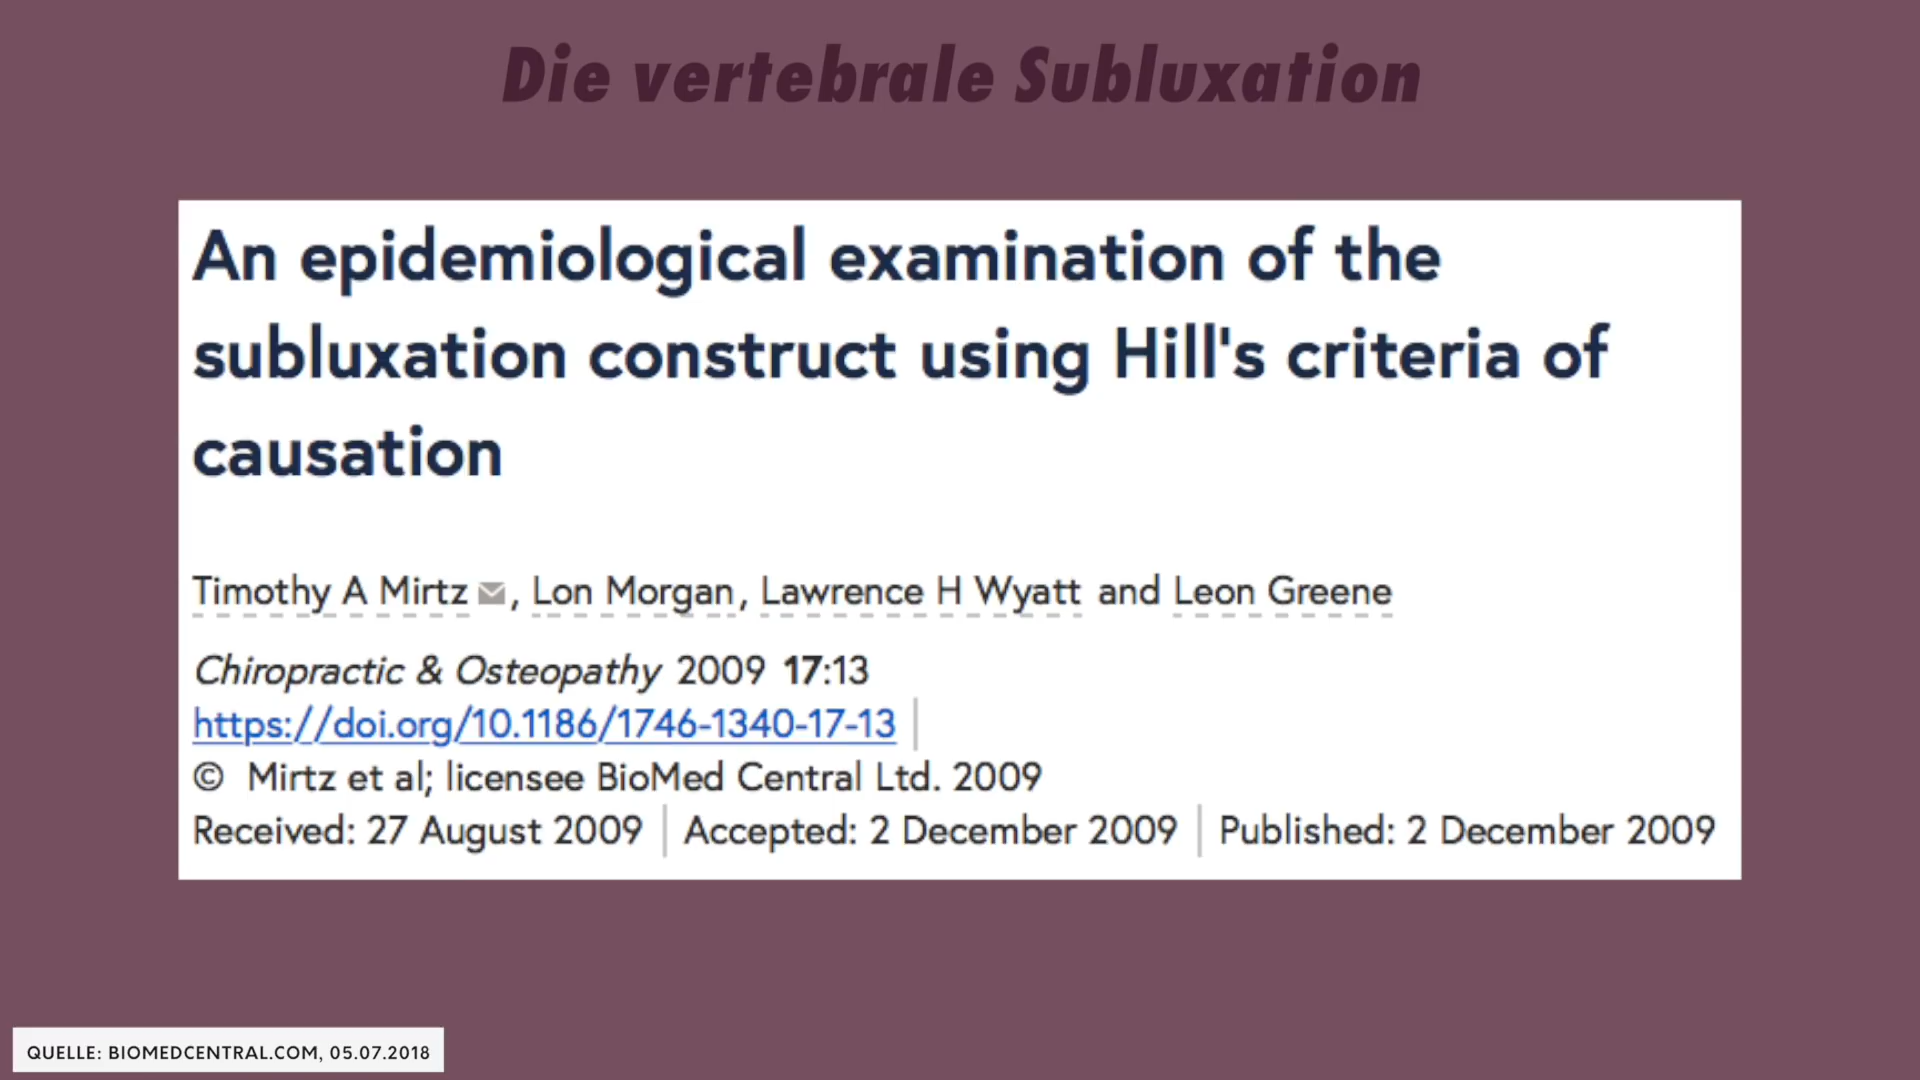 Die vertebrale Subluxation
An epidemiological examination of the
subluxation construct using Hill's criteria of
causation
Timothy A Mirtz, Lon Morgan, Lawrence H Wyatt and Leon Greene
Chiropractic & Osteopathy 2009 17:13
https://doi.org/10.1186/1746-1340-17-13
© Mirtz et al; licensee BioMed Central Ltd. 2009
Received: 27 August 2009 | Accepted: 2 December 2009 | Published: 2 December 2009
QUELLE: BIOMEDCENTRAL.COM, 05.07.2018